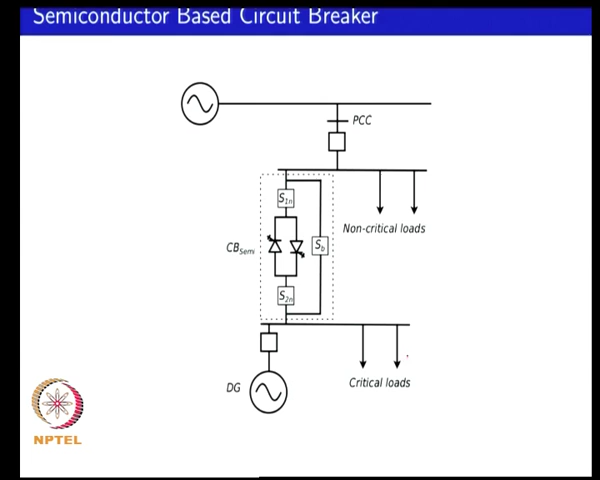 Semiconductor Based Circuit Breaker
PCC
S1n
Non-critical loads
CBSemi
Sb
S2n
DG
Critical loads
NPTEL